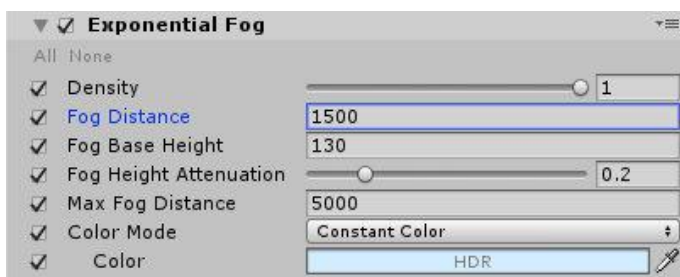 Exponential Fog
All None
Density 1
Fog Distance 1500
Fog Base Height 130
Fog Height Attenuation 0.2
Max Fog Distance 5000
Color Mode Constant Color
Color HDR